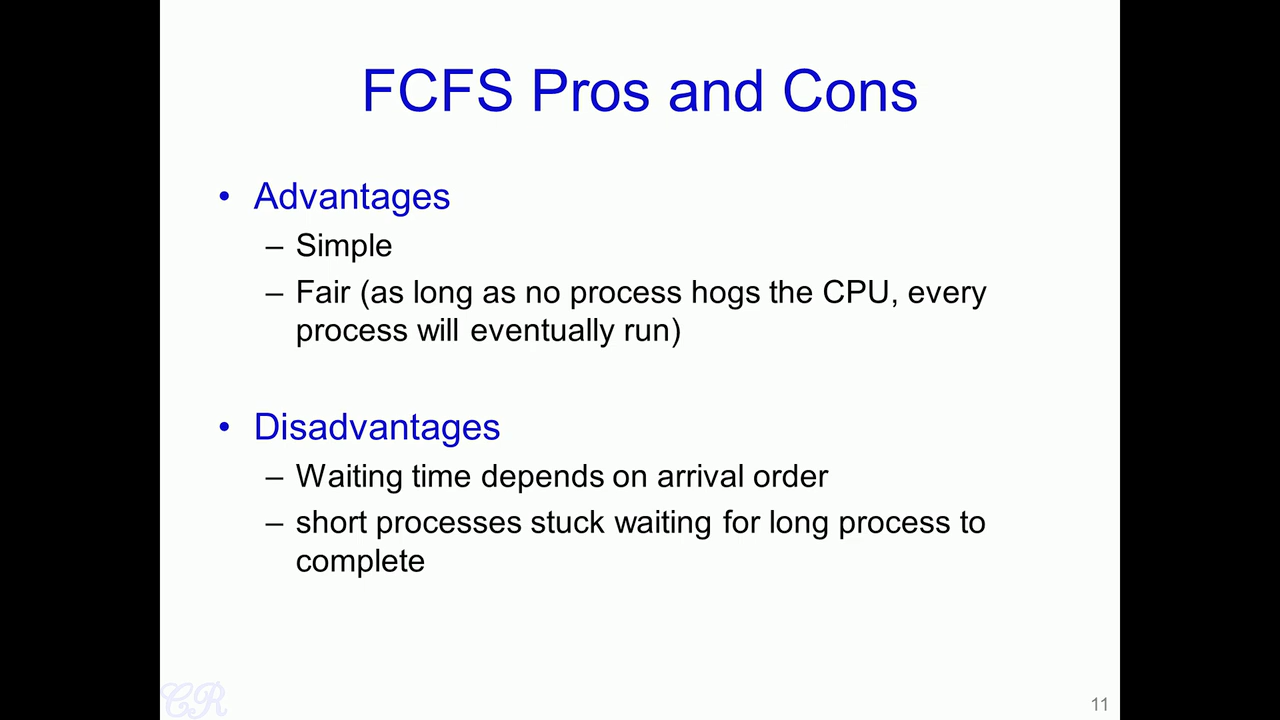 FCFS Pros and Cons
• Advantages
– Simple
– Fair (as long as no process hogs the CPU, every
process will eventually run)
• Disadvantages
– Waiting time depends on arrival order
– short processes stuck waiting for long process to
complete
CR
11